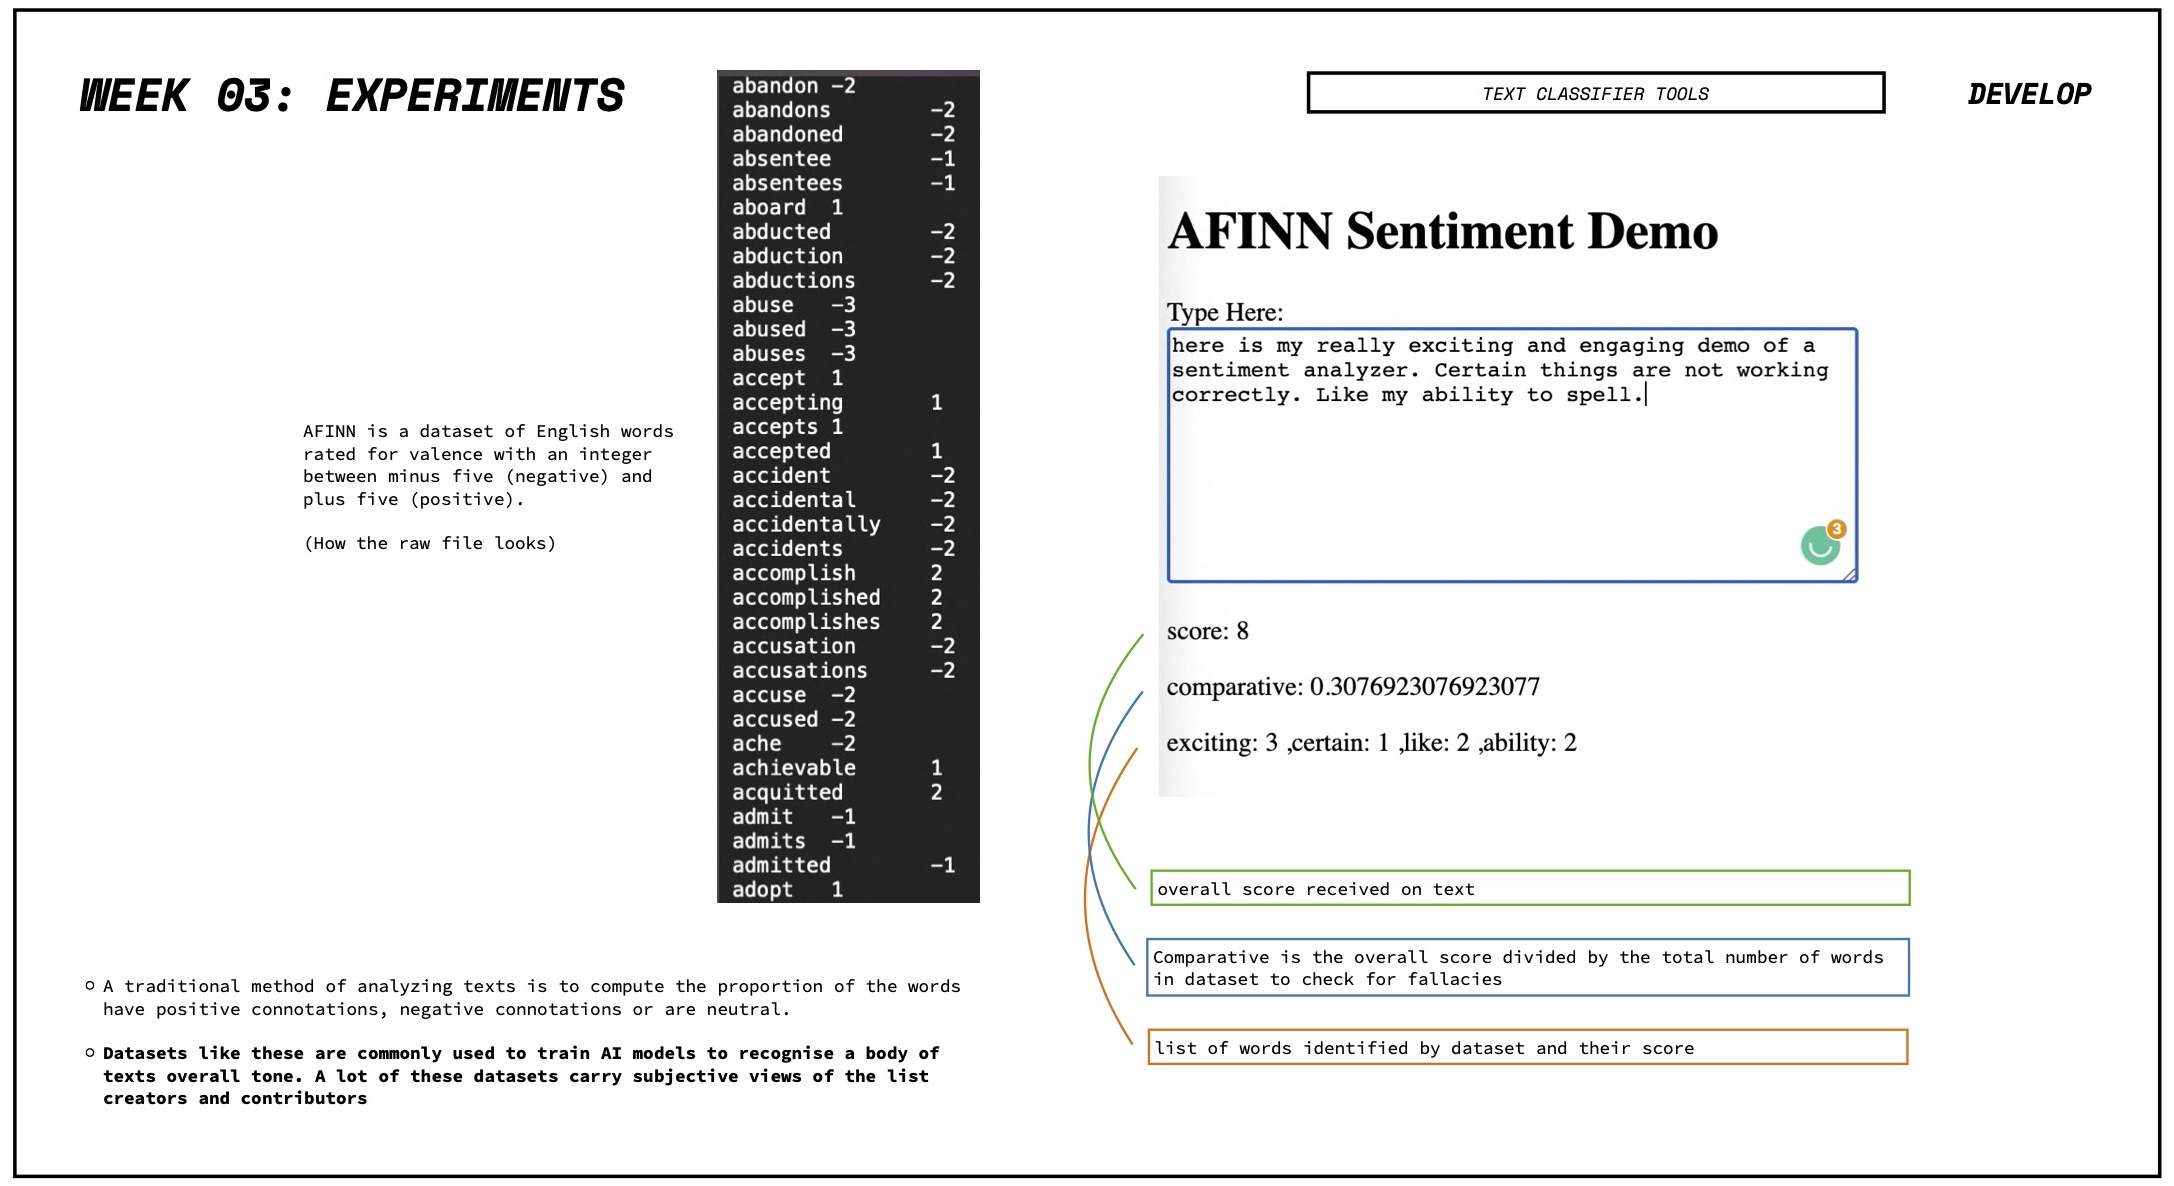 WEEK 03: EXPERIMENTS
TEXT CLASSIFIER TOOLS
DEVELOP
AFINN is a dataset of English words
rated for valence with an integer
between minus five (negative) and
plus five (positive).
(How the raw file looks)
abandon -2
abandons -2
abandoned -2
absentee -1
absentees -1
aboard 1
abducted -2
abduction -2
abductions -2
abuse -3
abused -3
abuses -3
accept 1
accepting 1
accepts 1
accepted 1
accident -2
accidental -2
accidentally -2
accidents -2
accomplish 2
accomplished 2
accomplishes 2
accusation -2
accusations -2
accuse -2
accused -2
ache -2
achievable 1
acquitted 2
admit -1
admits -1
admitted -1
adopt 1
AFINN Sentiment Demo
Type Here:
here is my really exciting and engaging demo of a
sentiment analyzer. Certain things are not working
correctly. Like my ability to spell.
3
score: 8
comparative: 0.3076923076923077
exciting: 3 ,certain: 1 ,like: 2 ,ability: 2
overall score received on text
Comparative is the overall score divided by the total number of words
in dataset to check for fallacies
list of words identified by dataset and their score
A traditional method of analyzing texts is to compute the proportion of the words
have positive connotations, negative connotations or are neutral.
Datasets like these are commonly used to train AI models to recognise a body of
texts overall tone. A lot of these datasets carry subjective views of the list
creators and contributors